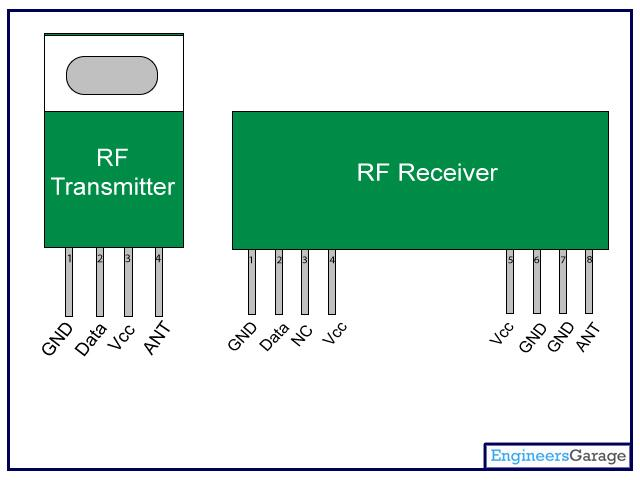 RF
Transmitter
RF Receiver
1 2 3 4
1 2 3 4 5 6 7 8
GND Data Vcc ANT
GND Data NC Vcc Vcc GND GND ANT
EngineersGarage